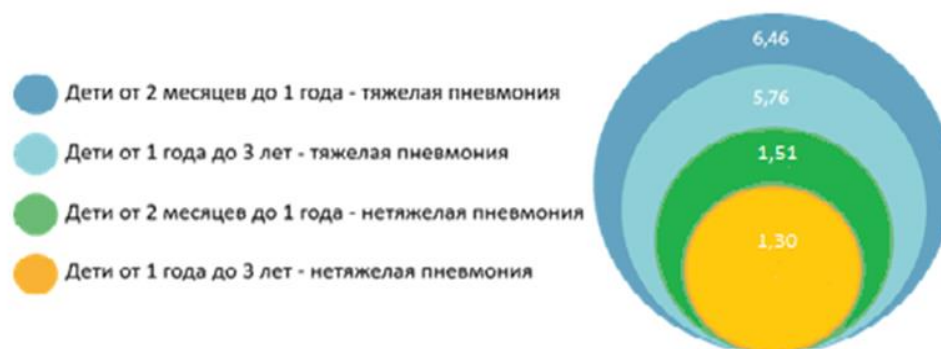 Дети от 2 месяцев до 1 года - тяжелая пневмония
Дети от 1 года до 3 лет - тяжелая пневмония
Дети от 2 месяцев до 1 года - нетяжелая пневмония
Дети от 1 года до 3 лет - нетяжелая пневмония
6,46
5,76
1,51
1,30